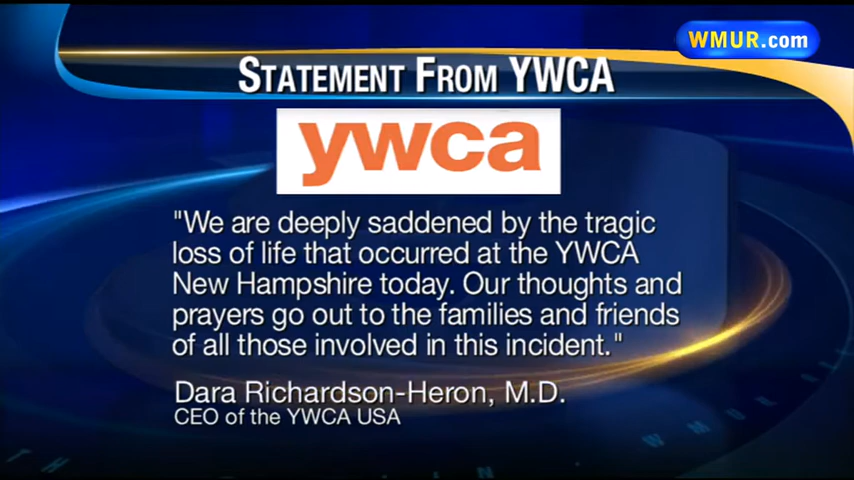 WMUR.com
STATEMENT FROM YWCA
ywca
"We are deeply saddened by the tragic
loss of life that occurred at the YWCA
New Hampshire today. Our thoughts and
prayers go out to the families and friends
of all those involved in this incident."
Dara Richardson-Heron, M.D.
CEO of the YWCA USA